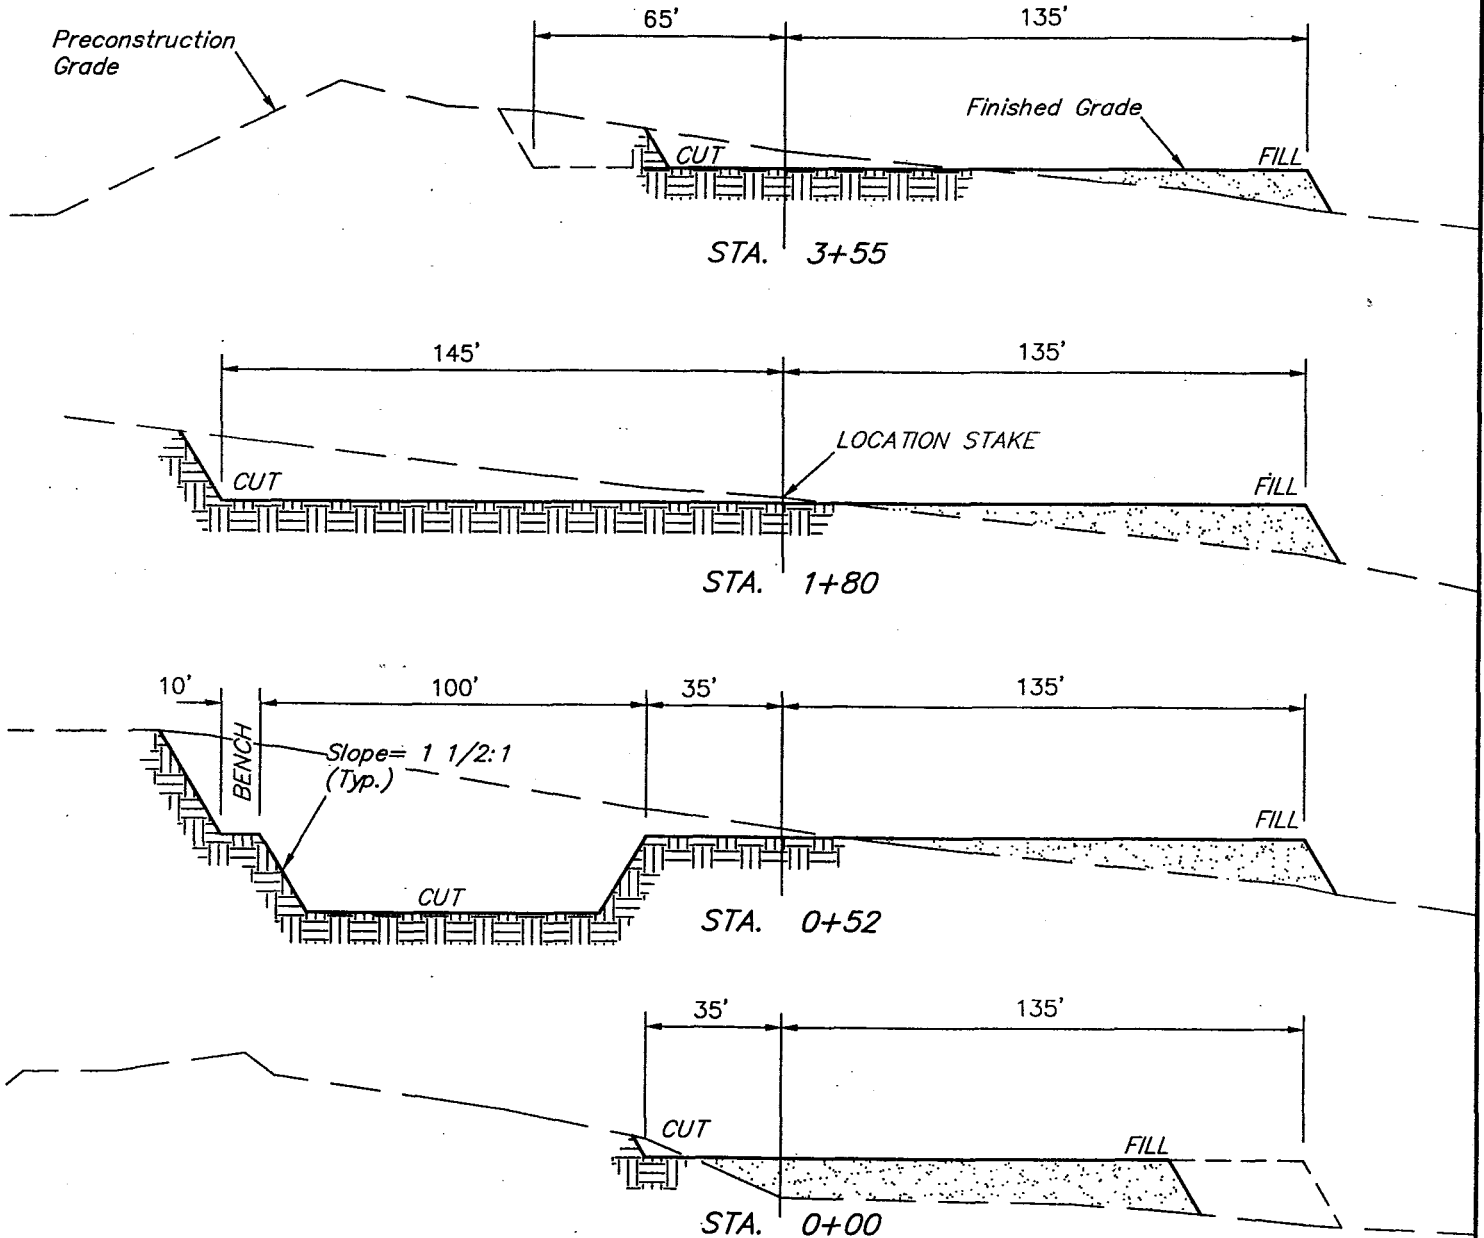 65' 135'
Preconstruction
Grade
Finished Grade
CUT FILL
STA. 3+55
145' 135'
LOCATION STAKE
CUT FILL
STA. 1+80
10' 100' 35' 135'
BENCH
Slope= 1 1/2:1
(Typ.)
FILL
CUT
STA. 0+52
35' 135'
CUT
FILL
STA. 0+00